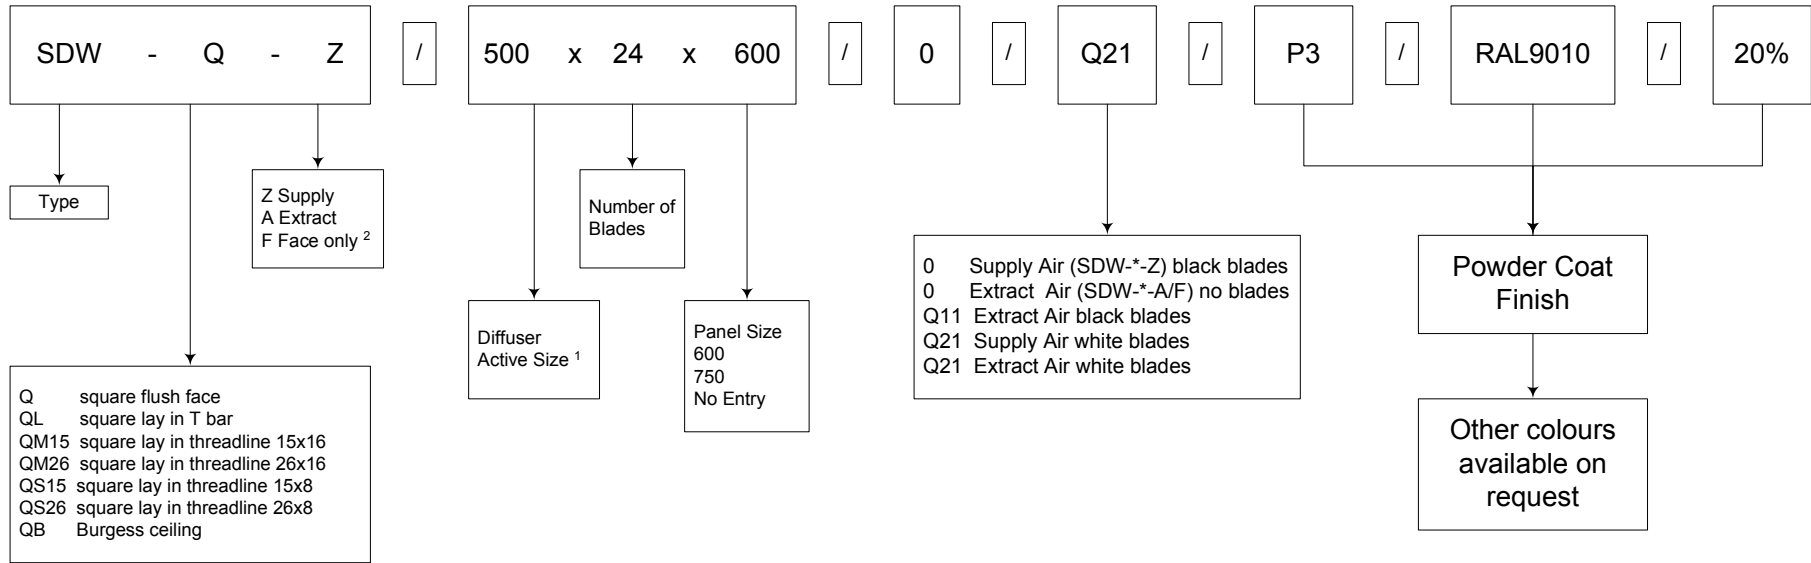 SDW - Q - Z / 500 x 24 x 600 / 0 / Q21 / P3 / RAL9010 / 20%
Type
Z Supply
A Extract
F Face only 2
Number of
Blades
Diffuser
Active Size 1
Panel Size
600
750
No Entry
0 Supply Air (SDW-*-Z) black blades
0 Extract Air (SDW-*-A/F) no blades
Q11 Extract Air black blades
Q21 Supply Air white blades
Q21 Extract Air white blades
Powder Coat
Finish
Other colours
available on
request
Q square flush face
QL square lay in T bar
QM15 square lay in threadline 15x16
QM26 square lay in threadline 26x16
QS15 square lay in threadline 15x8
QS26 square lay in threadline 26x8
QB Burgess ceiling